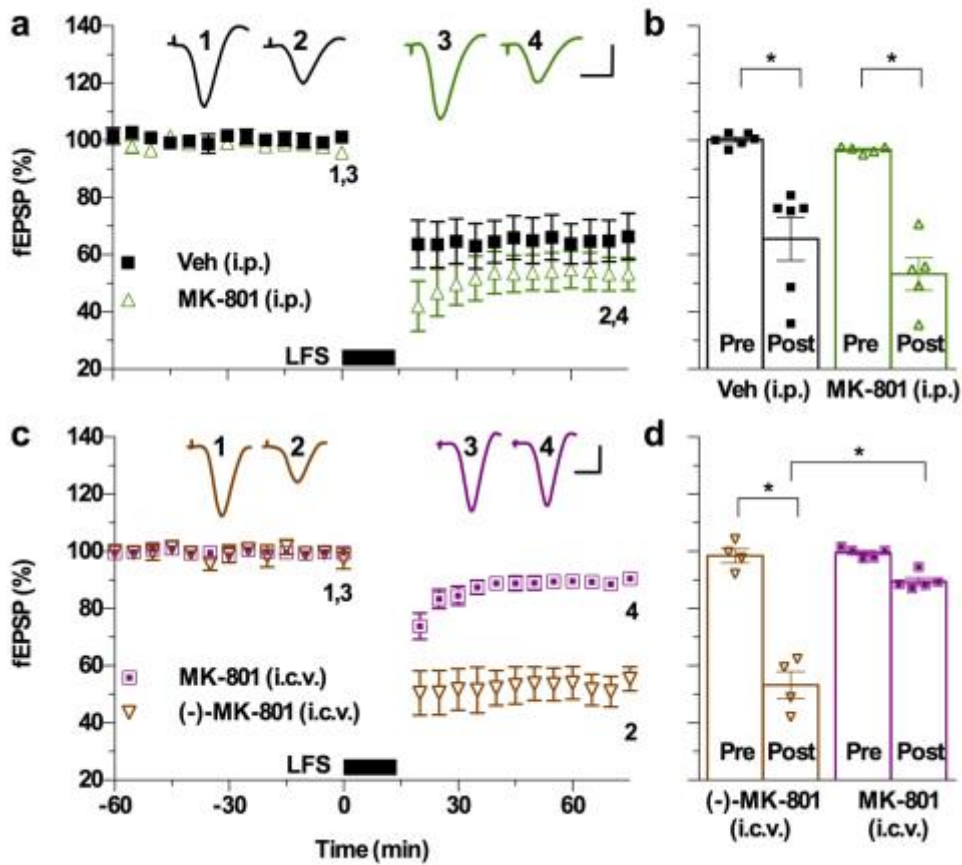 a
140
120
100
80
60
40
20
fEPSP (%)
1
2
3
4
1,3
2,4
Veh (i.p.)
MK-801 (i.p.)
LFS
b
*
*
Pre
Post
Pre
Post
Veh (i.p.)
MK-801 (i.p.)
c
140
120
100
80
60
40
20
fEPSP (%)
1
2
3
4
1,3
4
2
MK-801 (i.c.v.)
(-)-MK-801 (i.c.v.)
LFS
-60
-30
0
30
60
Time (min)
d
*
*
Pre
Post
Pre
Post
(-)-MK-801
(i.c.v.)
MK-801
(i.c.v.)